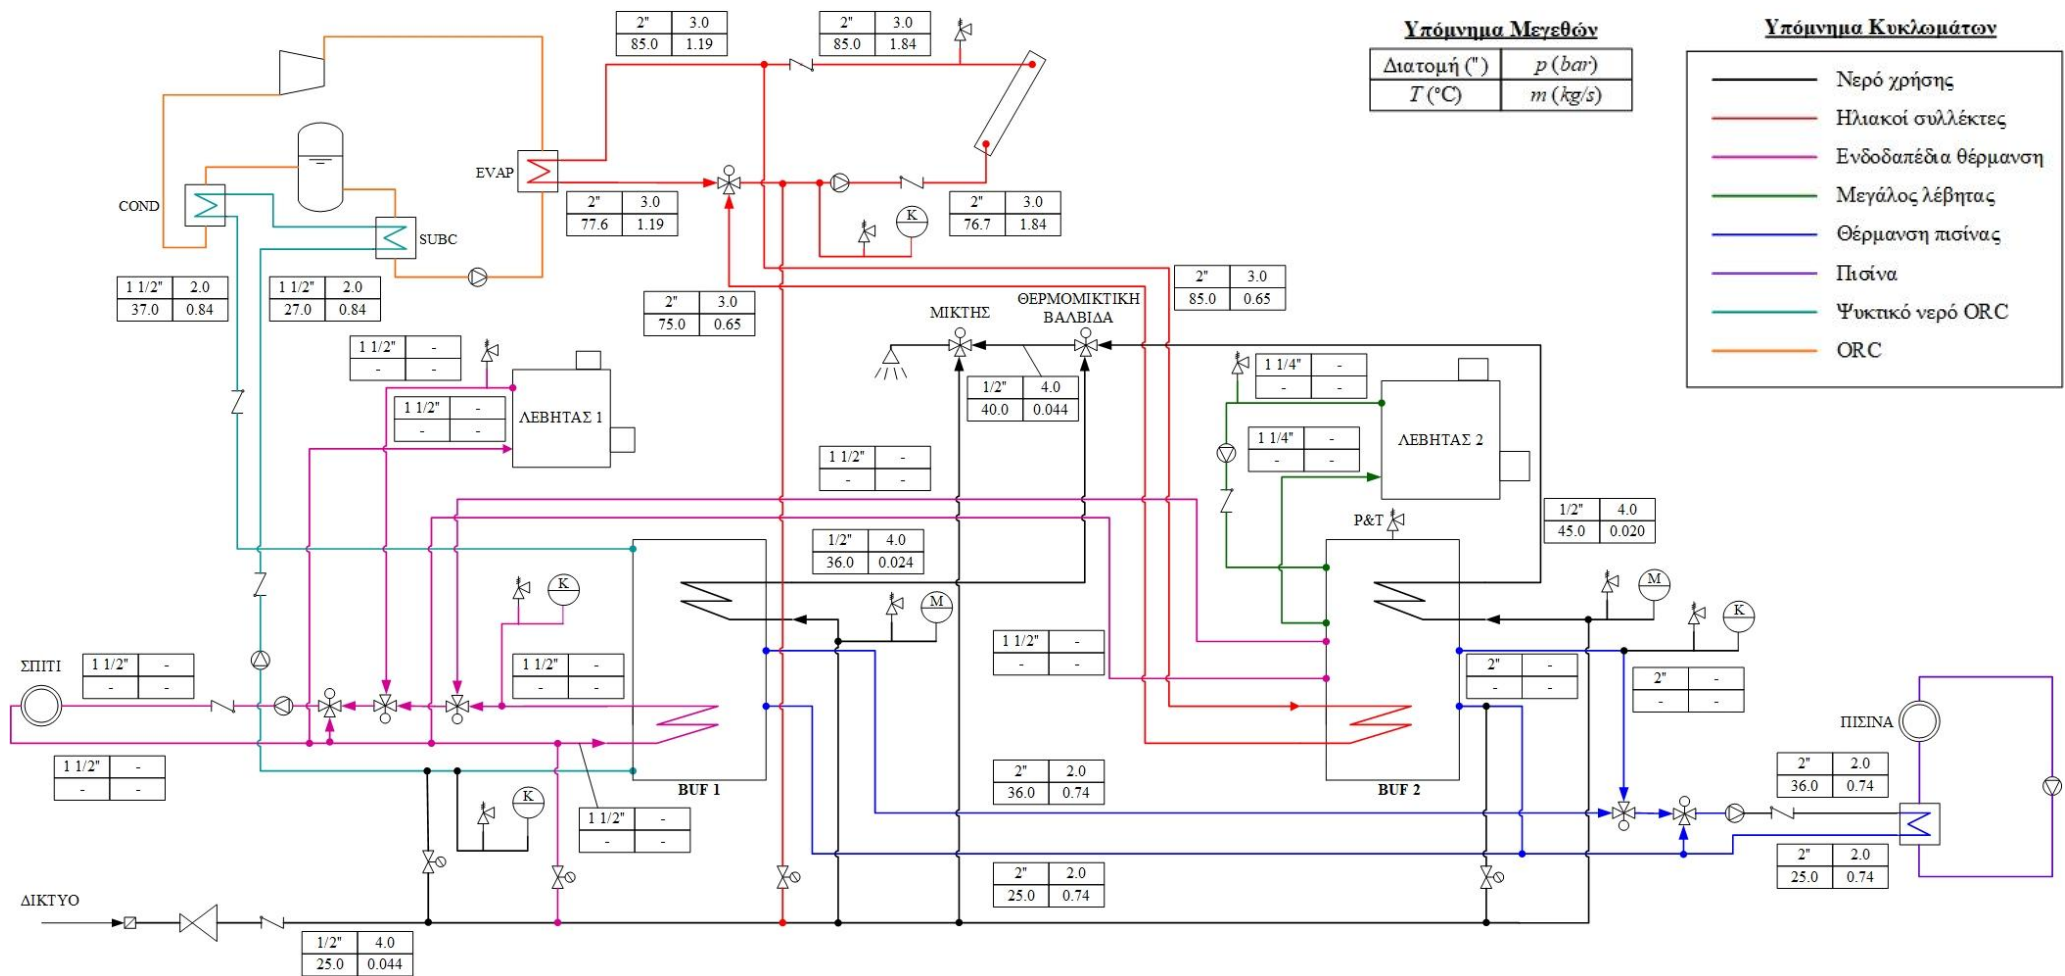 2" 3.0
85.0 1.19
2" 3.0
85.0 1.84
Υπόμνημα Μεγεθών
Διατομή (") p (bar)
T (°C) m (kg/s)
Υπόμνημα Κυκλωμάτων
Νερό χρήσης
Ηλιακοί συλλέκτες
Ενδοδαπέδια θέρμανση
Μεγάλος λέβητας
Θέρμανση πισίνας
Πισίνα
Ψυκτικό νερό ORC
ORC
EVAP
COND
SUBC
2" 3.0
77.6 1.19
K
2" 3.0
76.7 1.84
1 1/2" 2.0
37.0 0.84
1 1/2" 2.0
27.0 0.84
2" 3.0
75.0 0.65
2" 3.0
85.0 0.65
ΜΙΚΤΗΣ
ΘΕΡΜΟΜΙΚΤΙΚΗ
ΒΑΛΒΙΔΑ
1 1/2" -
- -
1 1/2" -
- -
ΛΕΒΗΤΑΣ 1
1/2" 4.0
40.0 0.044
1 1/4" -
- -
1 1/4" -
- -
ΛΕΒΗΤΑΣ 2
1 1/2" -
- -
P&T
1/2" 4.0
45.0 0.020
1/2" 4.0
36.0 0.024
K
M
M
K
1 1/2" -
- -
ΣΠΙΤΙ
1 1/2" -
- -
1 1/2" -
- -
2" -
- -
2" -
- -
ΠΙΣΙΝΑ
1 1/2" -
- -
BUF 1
BUF 2
K
1 1/2" -
- -
2" 2.0
36.0 0.74
2" 2.0
36.0 0.74
2" 2.0
25.0 0.74
2" 2.0
25.0 0.74
ΔΙΚΤΥΟ
1/2" 4.0
25.0 0.044